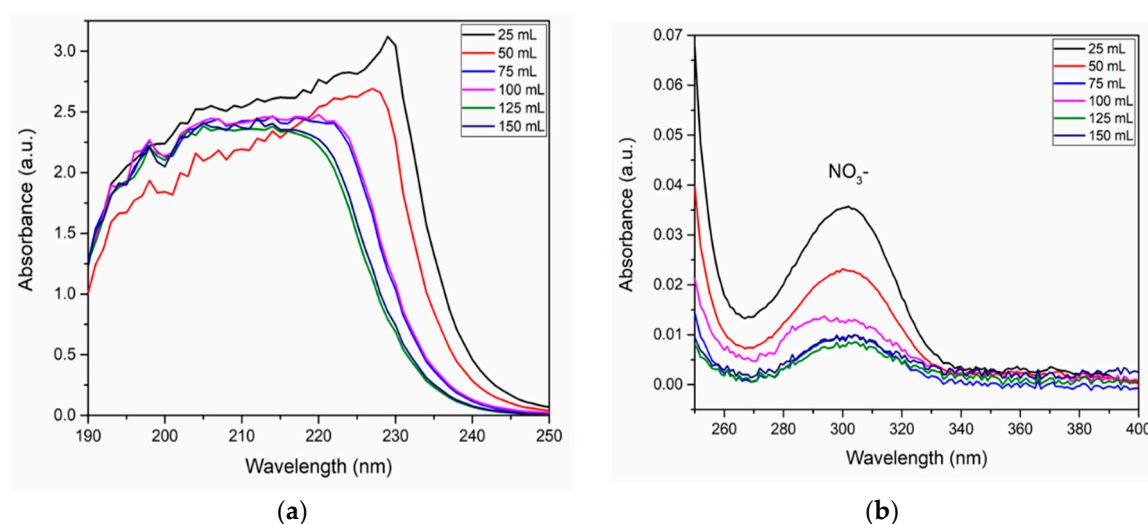 3.0
2.5
2.0
1.5
1.0
0.5
0.0
Absorbance (a.u.)
190 200 210 220 230 240 250
Wavelength (nm)
25 mL
50 mL
75 mL
100 mL
125 mL
150 mL
(a)
0.07
0.06
0.05
0.04
0.03
0.02
0.01
0.00
Absorbance (a.u.)
260 280 300 320 340 360 380 400
Wavelength (nm)
NO₃-
25 mL
50 mL
75 mL
100 mL
125 mL
150 mL
(b)